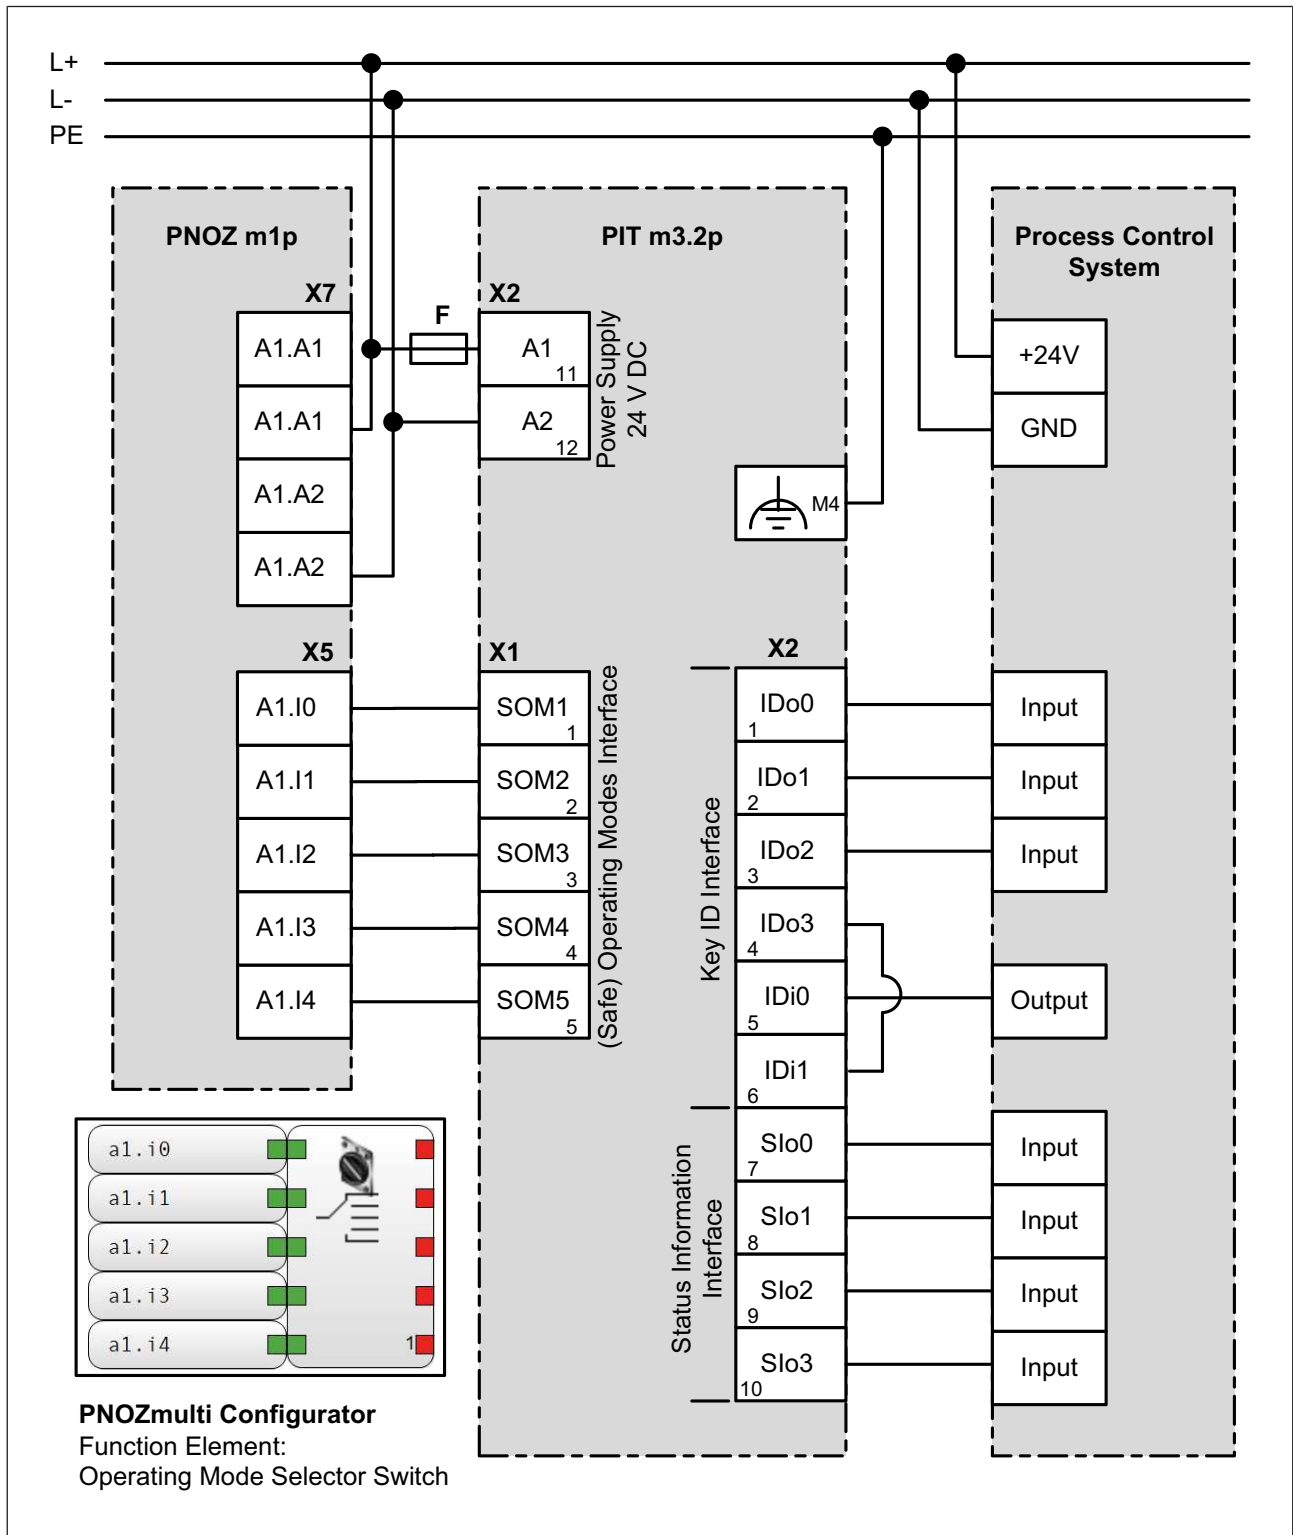 L+
L-
PE
PNOZ m1p
X7
A1.A1
A1.A1
A1.A2
A1.A2
X5
A1.I0
A1.I1
A1.I2
A1.I3
A1.I4
F
PIT m3.2p
X2
A1
11
A2
12
Power Supply
24 V DC
M4
X1
SOM1
1
SOM2
2
SOM3
3
SOM4
4
SOM5
5
(Safe) Operating Modes Interface
X2
Key ID Interface
IDo0
1
IDo1
2
IDo2
3
IDo3
4
IDi0
5
IDi1
6
Status Information
Interface
SIo0
7
SIo1
8
SIo2
9
SIo3
10
Process Control
System
+24V
GND
Input
Input
Input
Output
Input
Input
Input
Input
a1.i0
a1.i1
a1.i2
a1.i3
a1.i4
1
PNOZmulti Configurator
Function Element:
Operating Mode Selector Switch